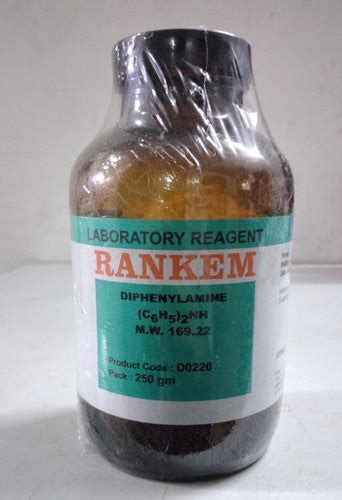 LABORATORY REAGENT
RANKEM
DIPHENYLAMINE
(C₆H₅)₂NH
M.W. 169.22
Product Code : D0220
Pack : 250 gm